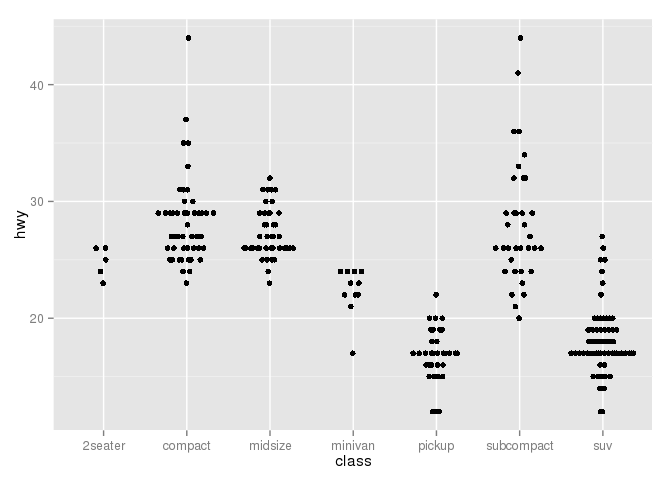 hwy
40
30
20
2seater compact midsize minivan pickup subcompact suv
class